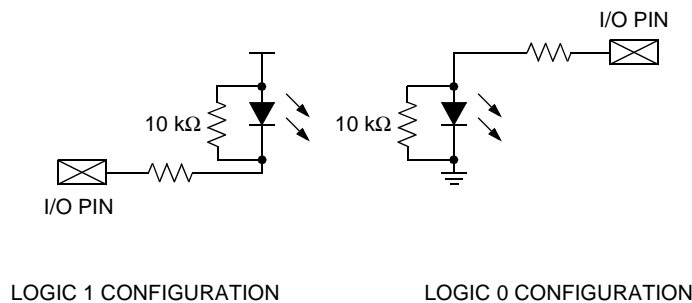 I/O PIN
10 kΩ
10 kΩ
I/O PIN
LOGIC 1 CONFIGURATION
LOGIC 0 CONFIGURATION